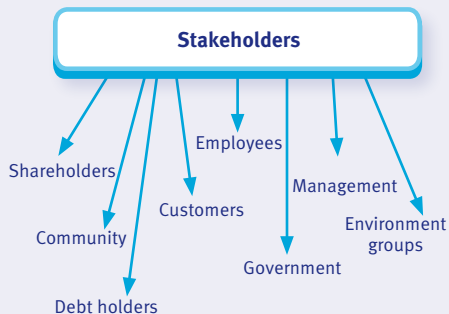 Stakeholders
Employees
Shareholders
Management
Customers
Environment
groups
Community
Government
Debt holders